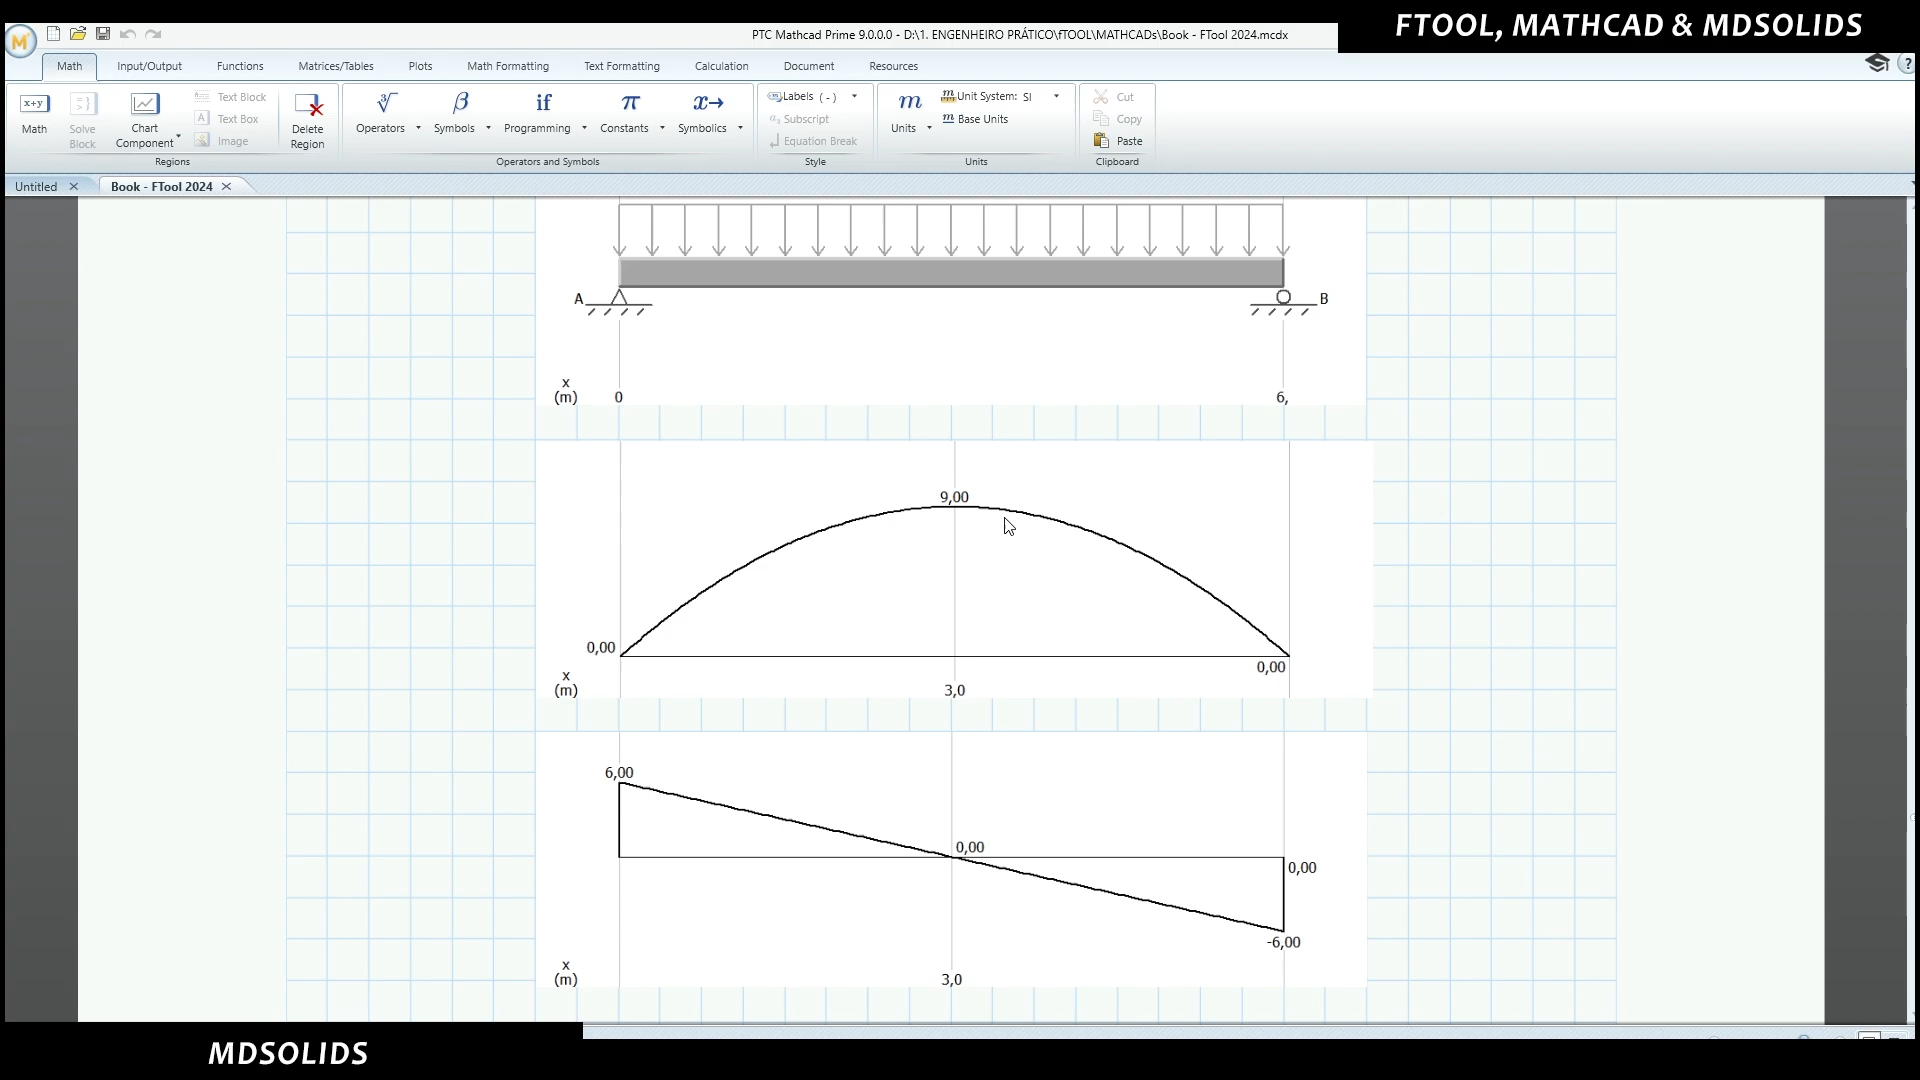 FTOOL, MATHCAD & MDSOLIDS
PTC Mathcad Prime 9.0.0.0 - D:\1. ENGENHEIRO PRÁTICO\fTOOL\MATHCADs\Book - FTool 2024.mcdx
Math Input/Output Functions Matrices/Tables Plots Math Formatting Text Formatting Calculation Document Resources
Math
Solve Block
Chart Component
Text Block
Text Box
Image
Delete Region
Regions
Operators
Symbols
if
Programming
π
Constants
Symbolics
Operators and Symbols
Labels ( - )
Subscript
Equation Break
Style
m
Units
Unit System: SI
Base Units
Units
Cut
Copy
Paste
Clipboard
Untitled
Book - FTool 2024
A
B
x
(m) 0 6,
9,00
0,00
0,00
x
(m) 3,0
6,00
0,00
0,00
-6,00
x
(m) 3,0
MDSOLIDS